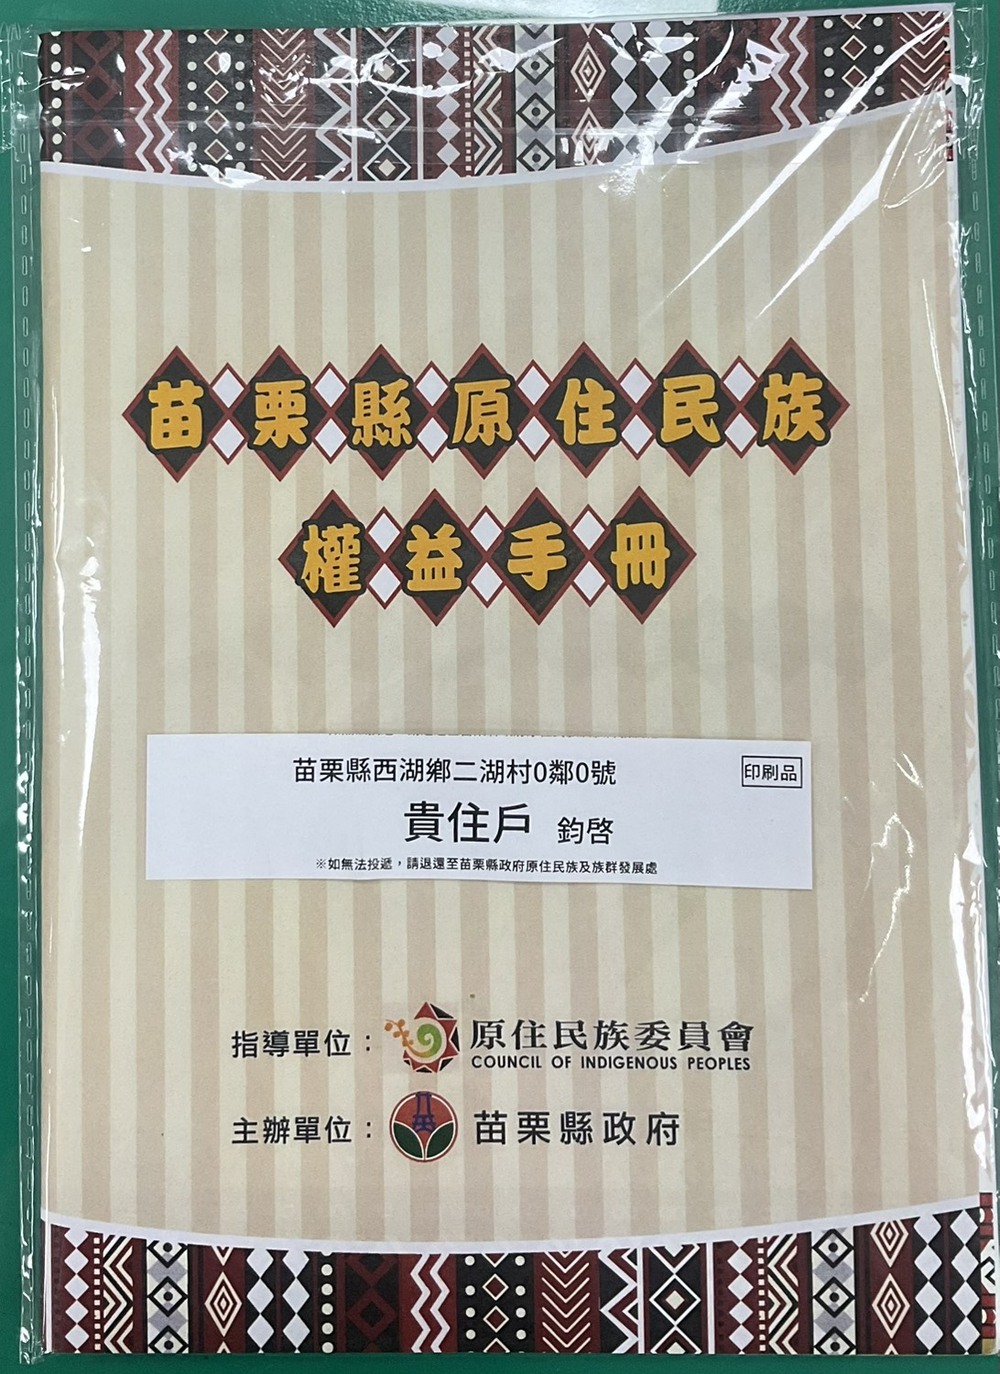 苗栗縣原住民族
權益手冊
苗栗縣西湖鄉二湖村0鄰0號
印刷品
貴住戶 鈞啓
※如無法投遞，請退還至苗栗縣政府原住民族及族群發展處
指導單位：原住民族委員會
COUNCIL OF INDIGENOUS PEOPLES
主辦單位：苗栗縣政府